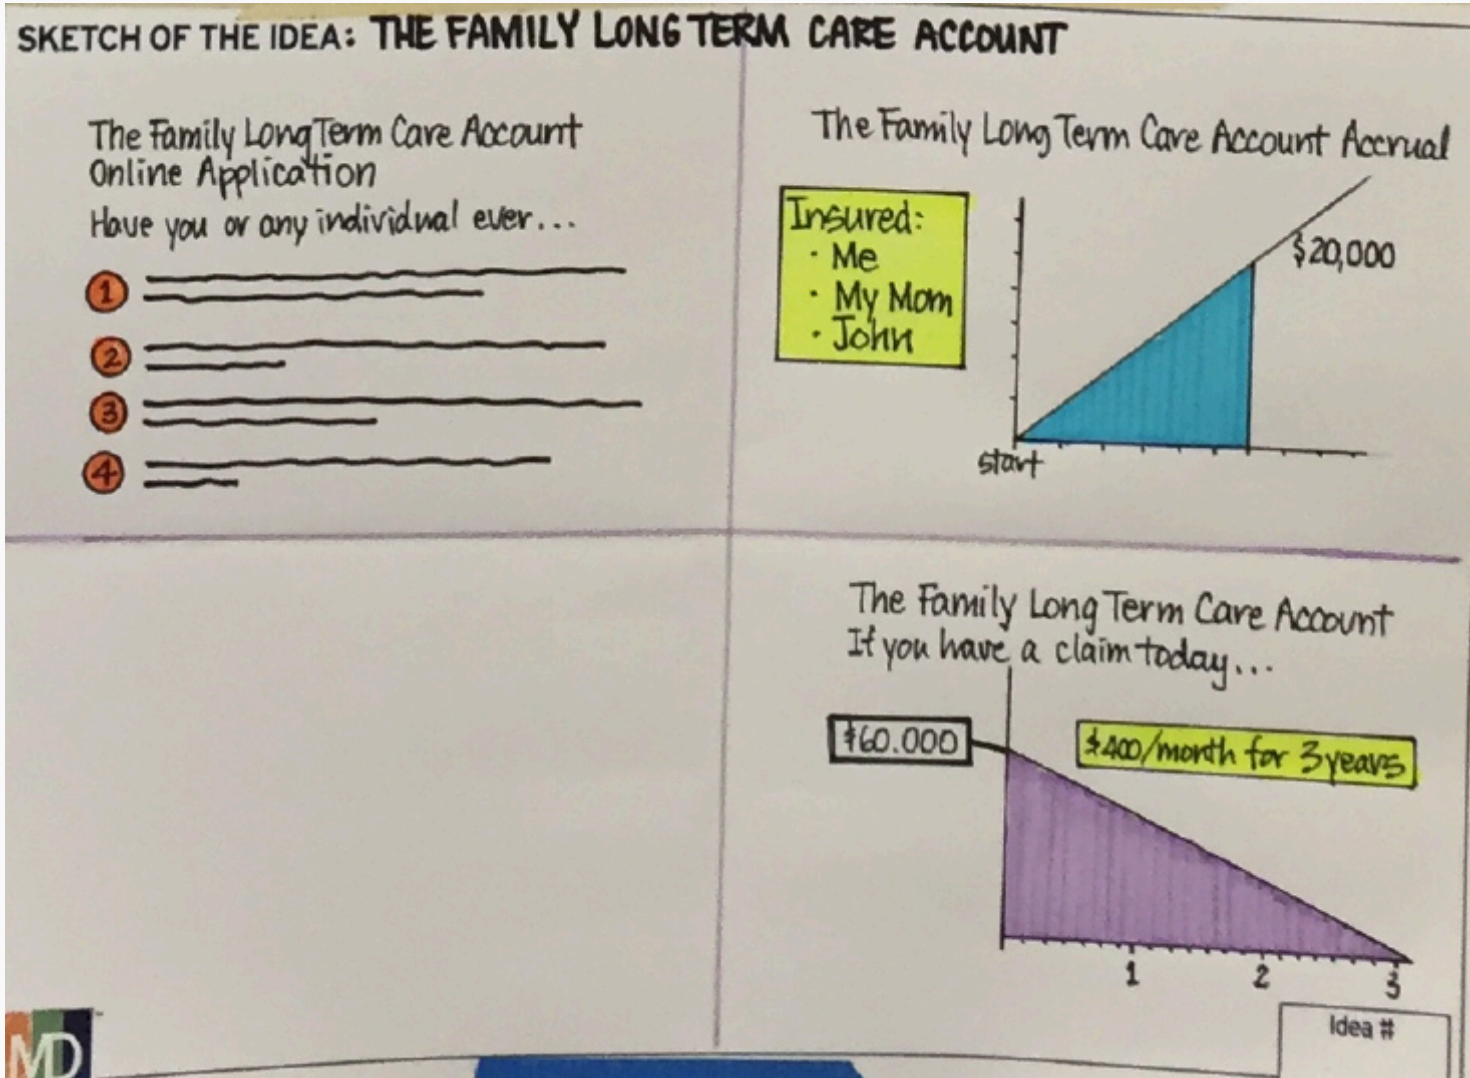 SKETCH OF THE IDEA: THE FAMILY LONG TERM CARE ACCOUNT
The Family Long Term Care Account
Online Application
Have you or any individual ever...
1
2
3
4
The Family Long Term Care Account Accrual
Insured:
· Me
· My Mom
· John
$20,000
start
The Family Long Term Care Account
If you have a claim today...
$60.000
$400/month for 3 years
1
2
3
Idea #
MD